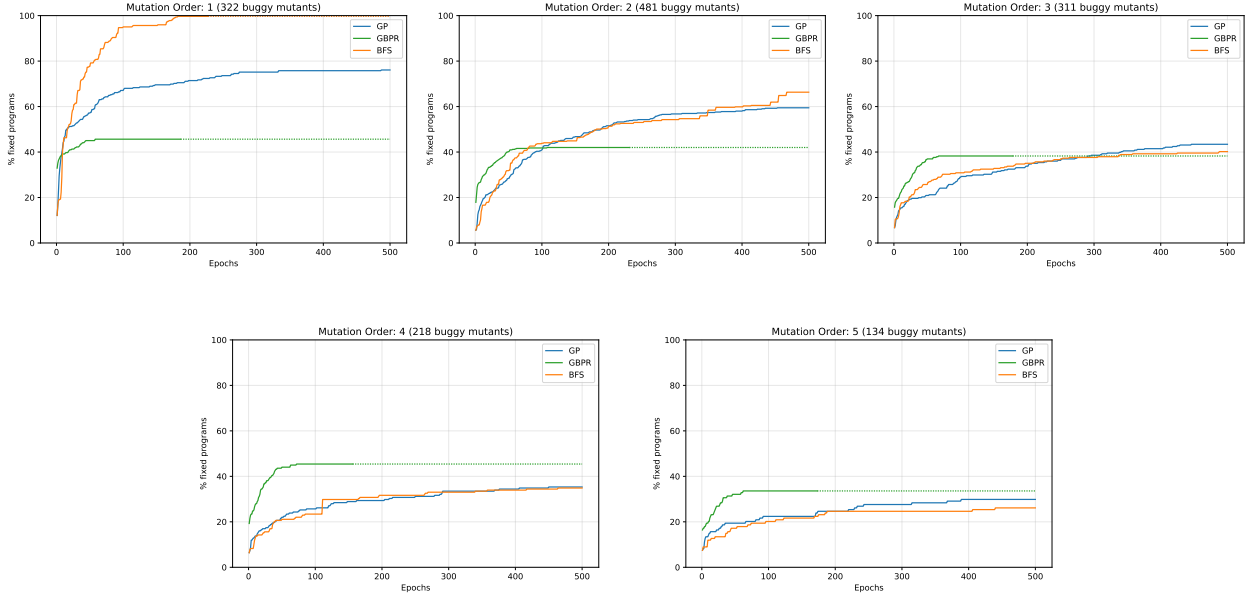 Mutation Order: 1 (322 buggy mutants)
% fixed programs
100
80
60
40
20
0
0 100 200 300 400 500
Epochs
GP
GBPR
BFS
Mutation Order: 2 (481 buggy mutants)
% fixed programs
100
80
60
40
20
0
0 100 200 300 400 500
Epochs
GP
GBPR
BFS
Mutation Order: 3 (311 buggy mutants)
% fixed programs
100
80
60
40
20
0
0 100 200 300 400 500
Epochs
GP
GBPR
BFS
Mutation Order: 4 (218 buggy mutants)
% fixed programs
100
80
60
40
20
0
0 100 200 300 400 500
Epochs
GP
GBPR
BFS
Mutation Order: 5 (134 buggy mutants)
% fixed programs
100
80
60
40
20
0
0 100 200 300 400 500
Epochs
GP
GBPR
BFS